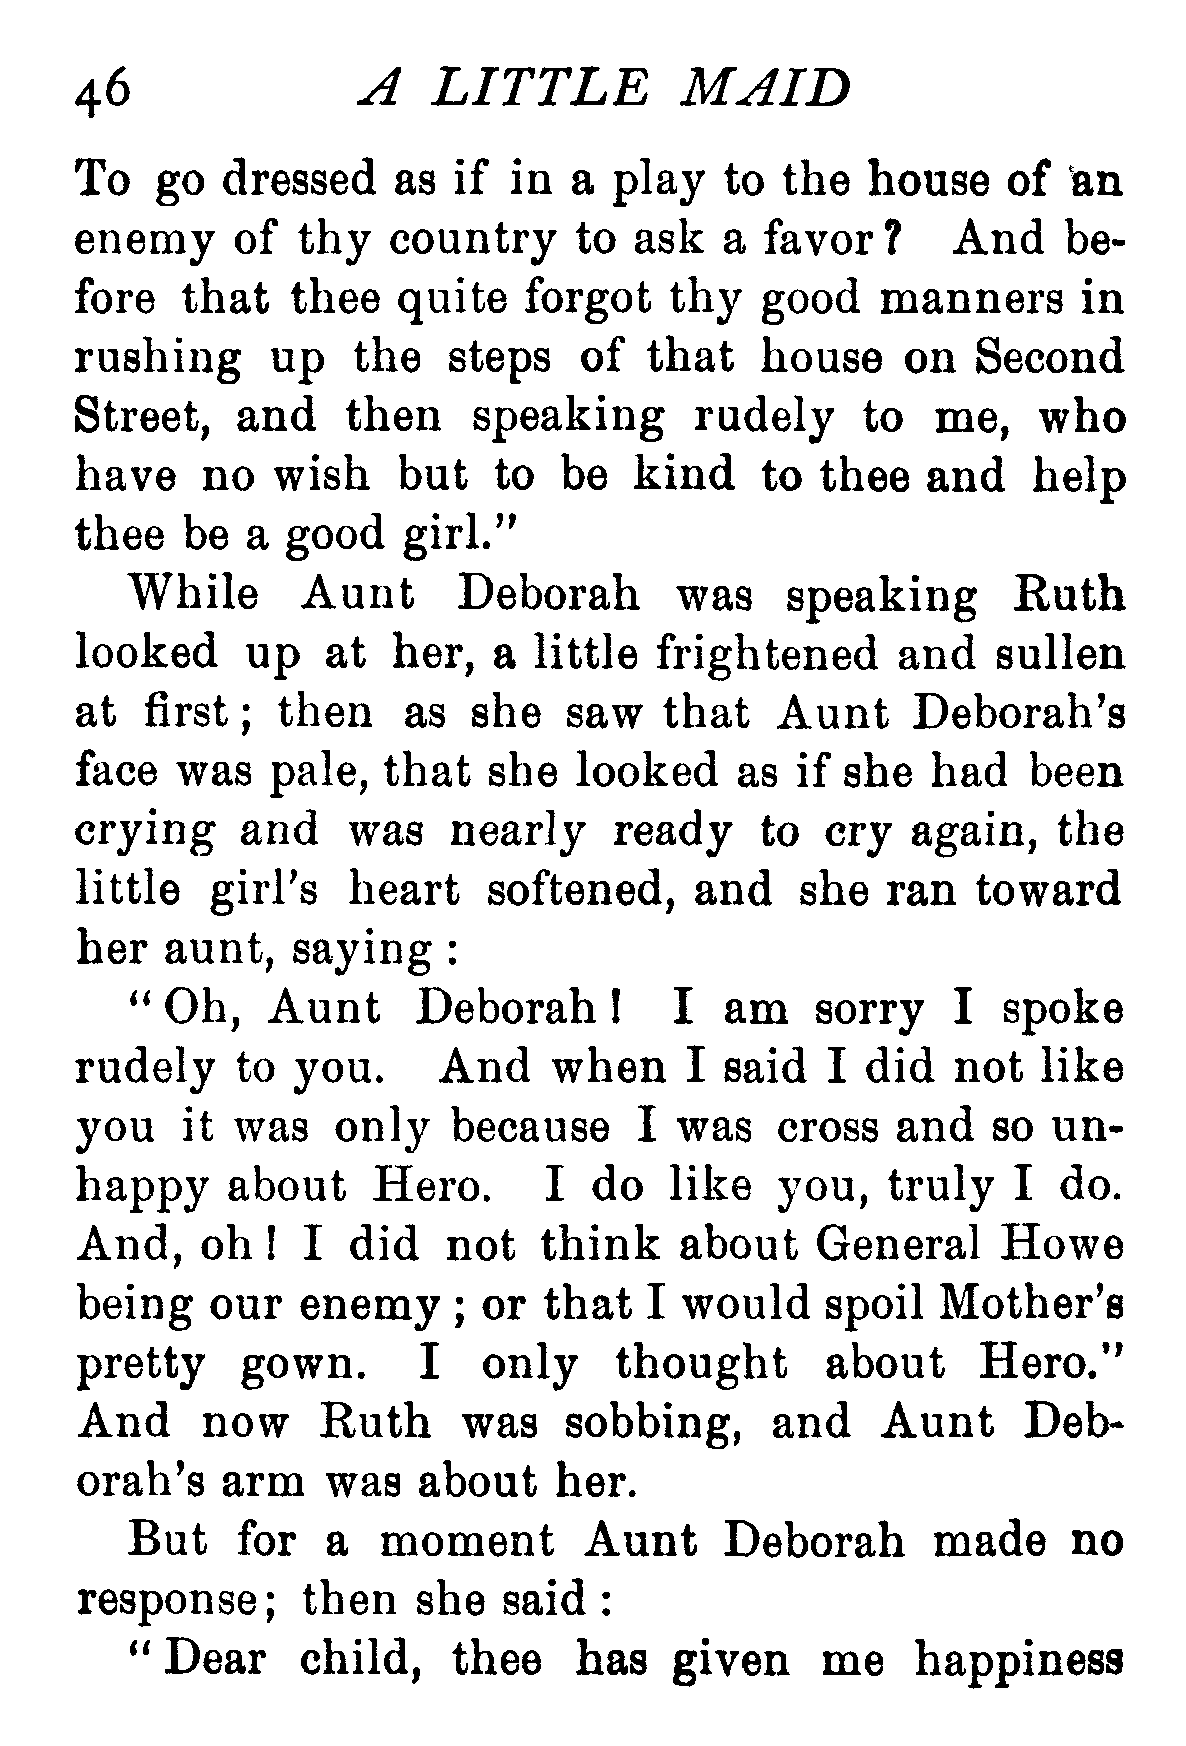 46 A LITTLE MAID
To go dressed as if in a play to the house of an
enemy of thy country to ask a favor? And be-
fore that thee quite forgot thy good manners in
rushing up the steps of that house on Second
Street, and then speaking rudely to me, who
have no wish but to be kind to thee and help
thee be a good girl."
While Aunt Deborah was speaking Ruth
looked up at her, a little frightened and sullen
at first; then as she saw that Aunt Deborah's
face was pale, that she looked as if she had been
crying and was nearly ready to cry again, the
little girl's heart softened, and she ran toward
her aunt, saying:
"Oh, Aunt Deborah! I am sorry I spoke
rudely to you. And when I said I did not like
you it was only because I was cross and so un-
happy about Hero. I do like you, truly I do.
And, oh! I did not think about General Howe
being our enemy; or that I would spoil Mother's
pretty gown. I only thought about Hero."
And now Ruth was sobbing, and Aunt Deb-
orah's arm was about her.
But for a moment Aunt Deborah made no
response; then she said:
"Dear child, thee has given me happiness